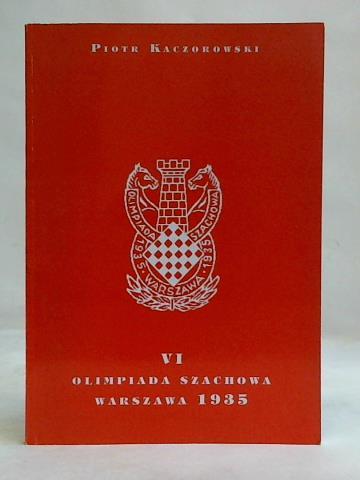 PIOTR KACZOROWSKI
OLIMPIADA SZACHOWA
1935 · WARSZAWA · 1935
VI
OLIMPIADA SZACHOWA
WARSZAWA 1935